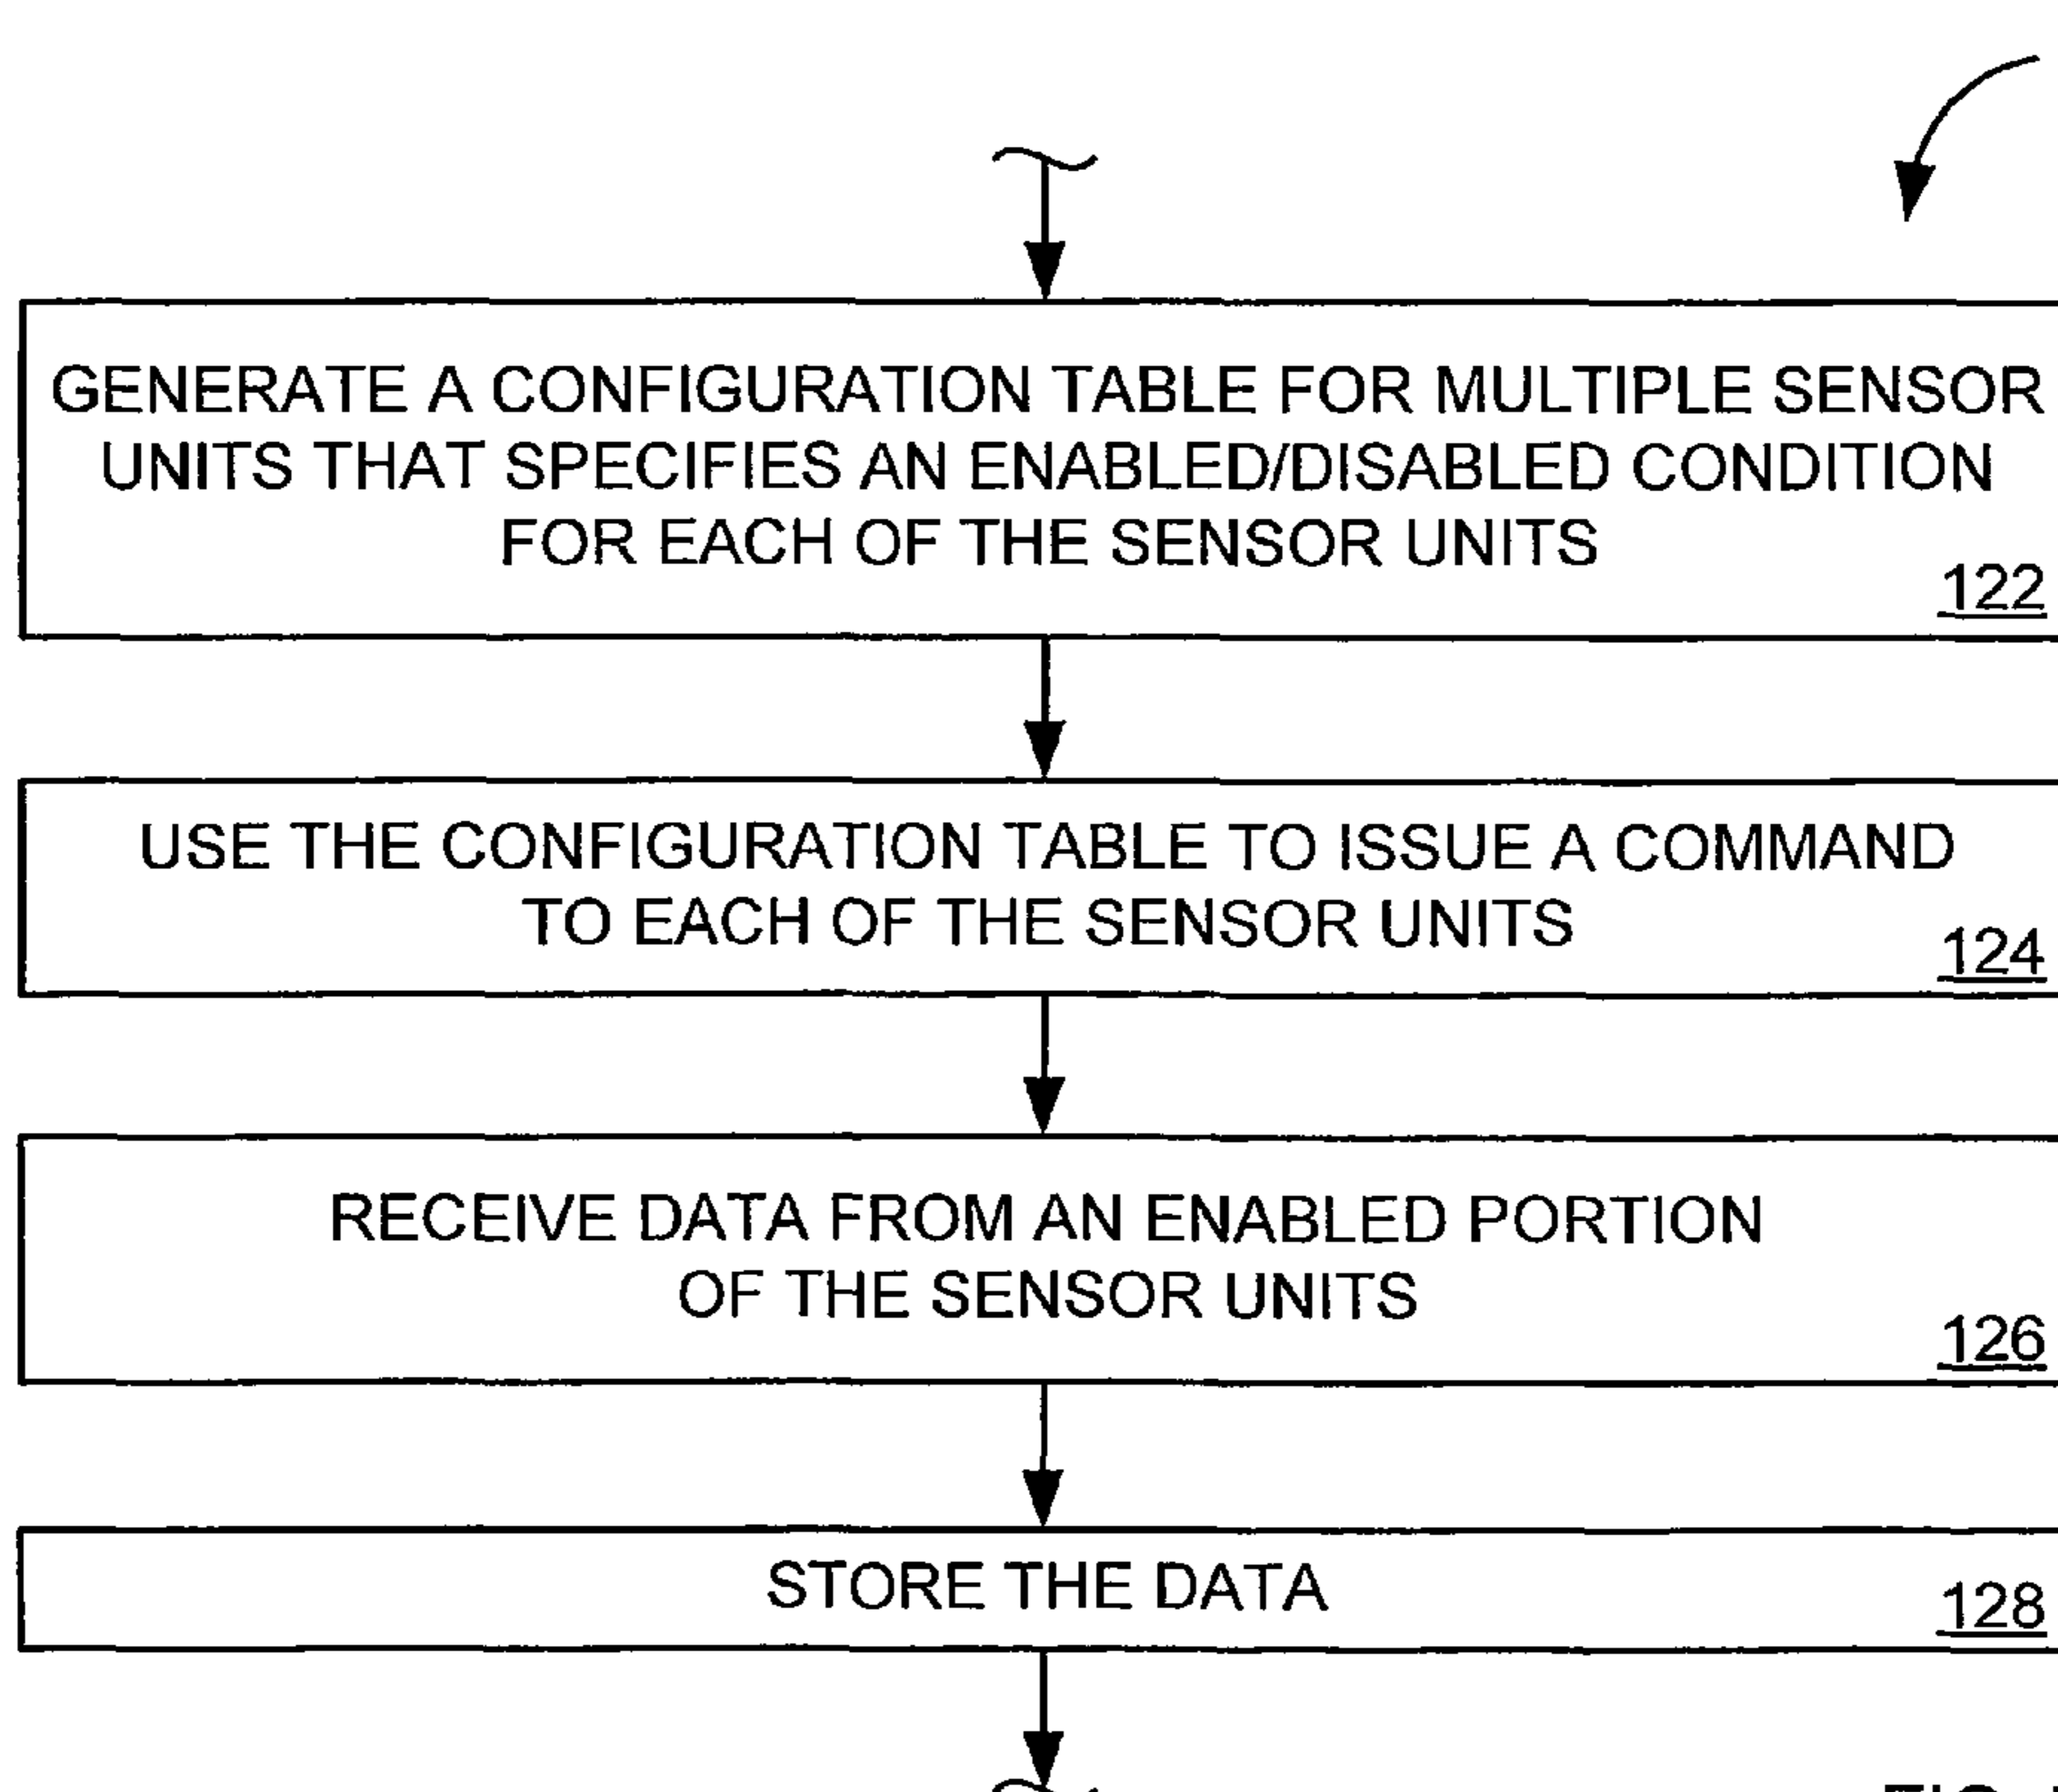 GENERATE A CONFIGURATION TABLE FOR MULTIPLE SENSOR
UNITS THAT SPECIFIES AN ENABLED/DISABLED CONDITION
FOR EACH OF THE SENSOR UNITS
122
USE THE CONFIGURATION TABLE TO ISSUE A COMMAND
TO EACH OF THE SENSOR UNITS
124
RECEIVE DATA FROM AN ENABLED PORTION
OF THE SENSOR UNITS
126
STORE THE DATA
128